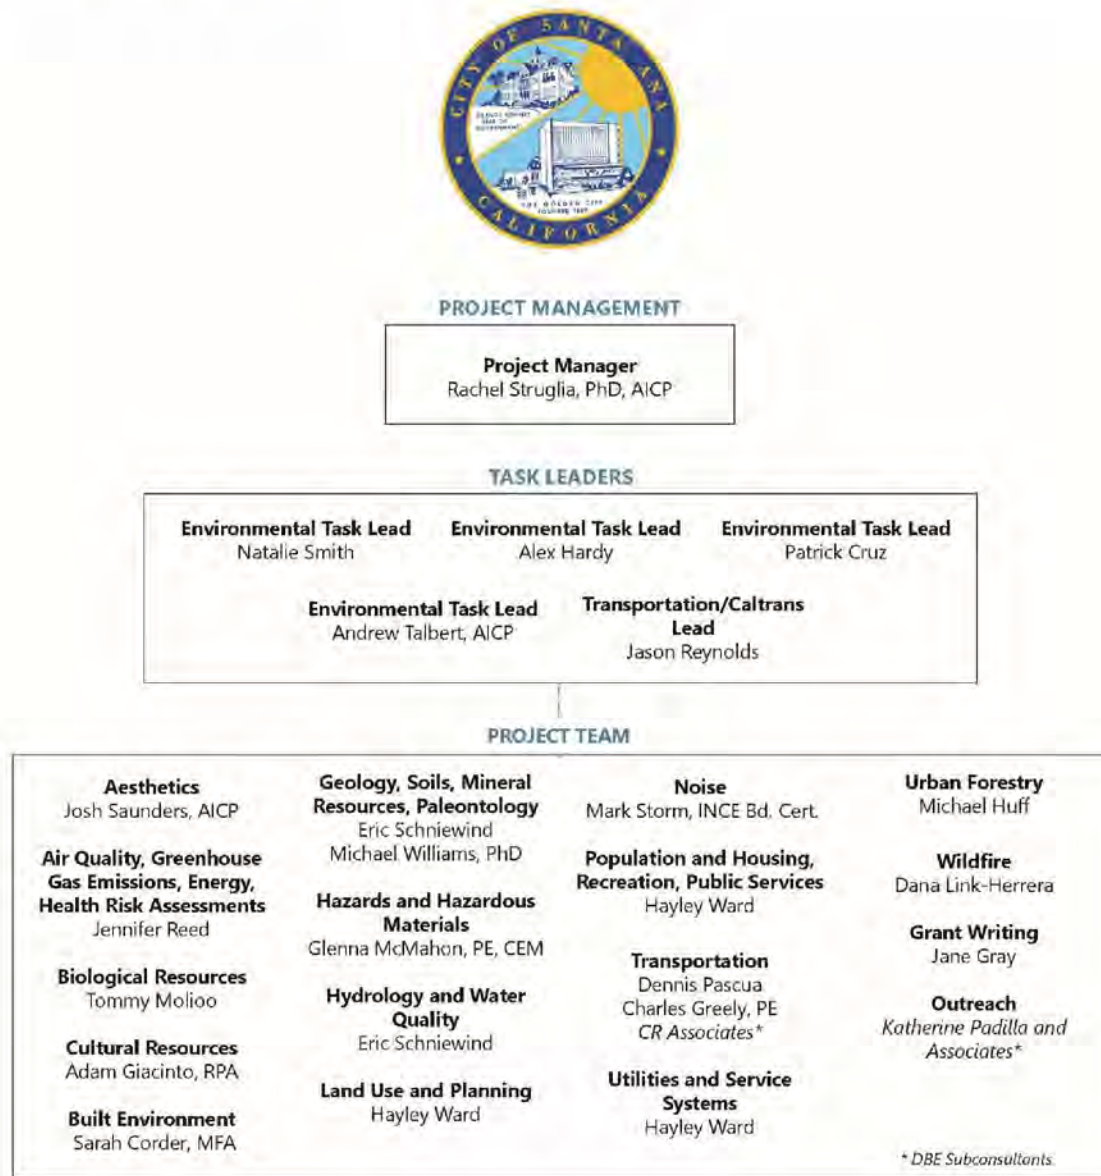 CITY OF SANTA ANA
CALIFORNIA
PROJECT MANAGEMENT
Project Manager
Rachel Struglia, PhD, AICP
TASK LEADERS
Environmental Task Lead
Natalie Smith
Environmental Task Lead
Alex Hardy
Environmental Task Lead
Patrick Cruz
Environmental Task Lead
Andrew Talbert, AICP
Transportation/Caltrans
Lead
Jason Reynolds
PROJECT TEAM
Aesthetics
Josh Saunders, AICP
Air Quality, Greenhouse
Gas Emissions, Energy,
Health Risk Assessments
Jennifer Reed
Biological Resources
Tommy Molioo
Cultural Resources
Adam Giacinto, RPA
Built Environment
Sarah Corder, MFA
Geology, Soils, Mineral
Resources, Paleontology
Eric Schniewind
Michael Williams, PhD
Hazards and Hazardous
Materials
Glenna McMahon, PE, CEM
Hydrology and Water
Quality
Eric Schniewind
Land Use and Planning
Hayley Ward
Noise
Mark Storm, INCE Bd. Cert.
Population and Housing,
Recreation, Public Services
Hayley Ward
Transportation
Dennis Pascua
Charles Greely, PE
CR Associates*
Utilities and Service
Systems
Hayley Ward
Urban Forestry
Michael Huff
Wildfire
Dana Link-Herrera
Grant Writing
Jane Gray
Outreach
Katherine Padilla and
Associates*
* DBE Subconsultants